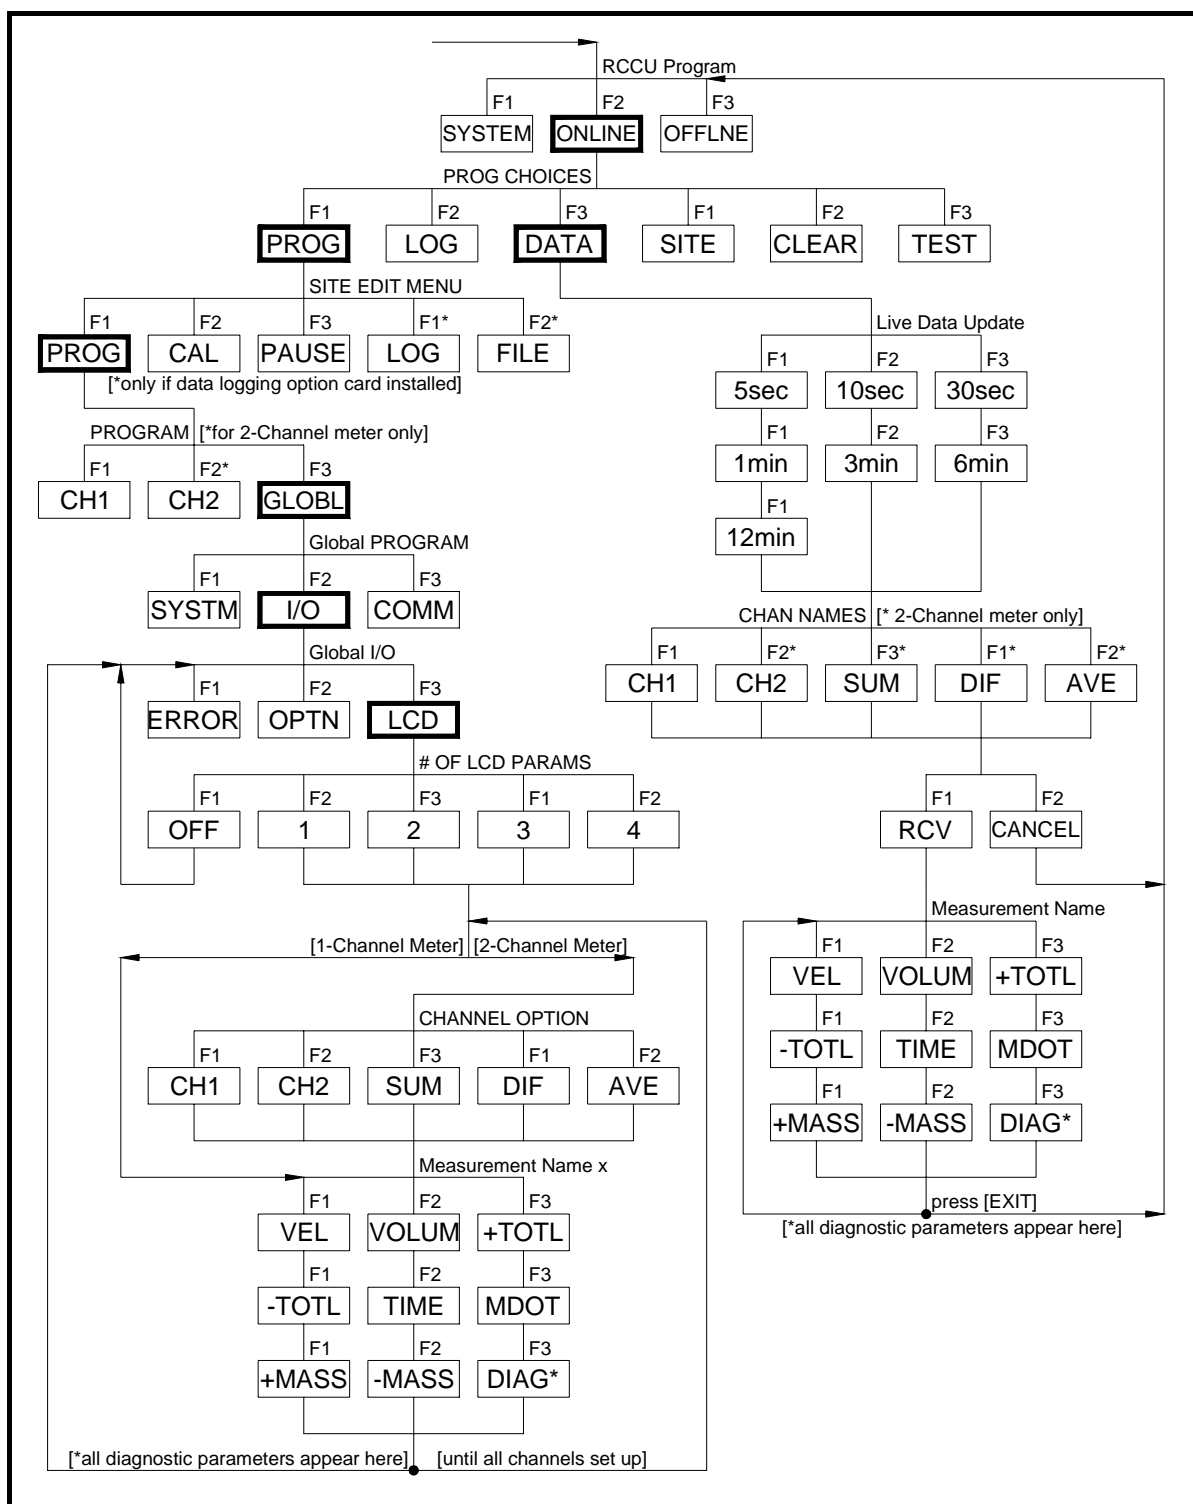 RCCU Program
F1 F2 F3
SYSTEM ONLINE OFFLNE
PROG CHOICES
F1 F2 F3 F1 F2 F3
PROG LOG DATA SITE CLEAR TEST
SITE EDIT MENU
F1 F2 F3 F1* F2*
PROG CAL PAUSE LOG FILE
[*only if data logging option card installed]
PROGRAM [*for 2-Channel meter only]
F1 F2* F3
CH1 CH2 GLOBL
Global PROGRAM
F1 F2 F3
SYSTM I/O COMM
Global I/O
F1 F2 F3
ERROR OPTN LCD
# OF LCD PARAMS
F1 F2 F3 F1 F2
OFF 1 2 3 4
[1-Channel Meter] [2-Channel Meter]
CHANNEL OPTION
F1 F2 F3 F1 F2
CH1 CH2 SUM DIF AVE
Measurement Name x
F1 F2 F3
VEL VOLUM +TOTL
F1 F2 F3
-TOTL TIME MDOT
F1 F2 F3
+MASS -MASS DIAG*
[*all diagnostic parameters appear here] [until all channels set up]
Live Data Update
F1 F2 F3
5sec 10sec 30sec
F1 F2 F3
1min 3min 6min
F1
12min
CHAN NAMES [* 2-Channel meter only]
F1 F2* F3* F1* F2*
CH1 CH2 SUM DIF AVE
F1 F2
RCV CANCEL
Measurement Name
F1 F2 F3
VEL VOLUM +TOTL
F1 F2 F3
-TOTL TIME MDOT
F1 F2 F3
+MASS -MASS DIAG*
press [EXIT]
[*all diagnostic parameters appear here]